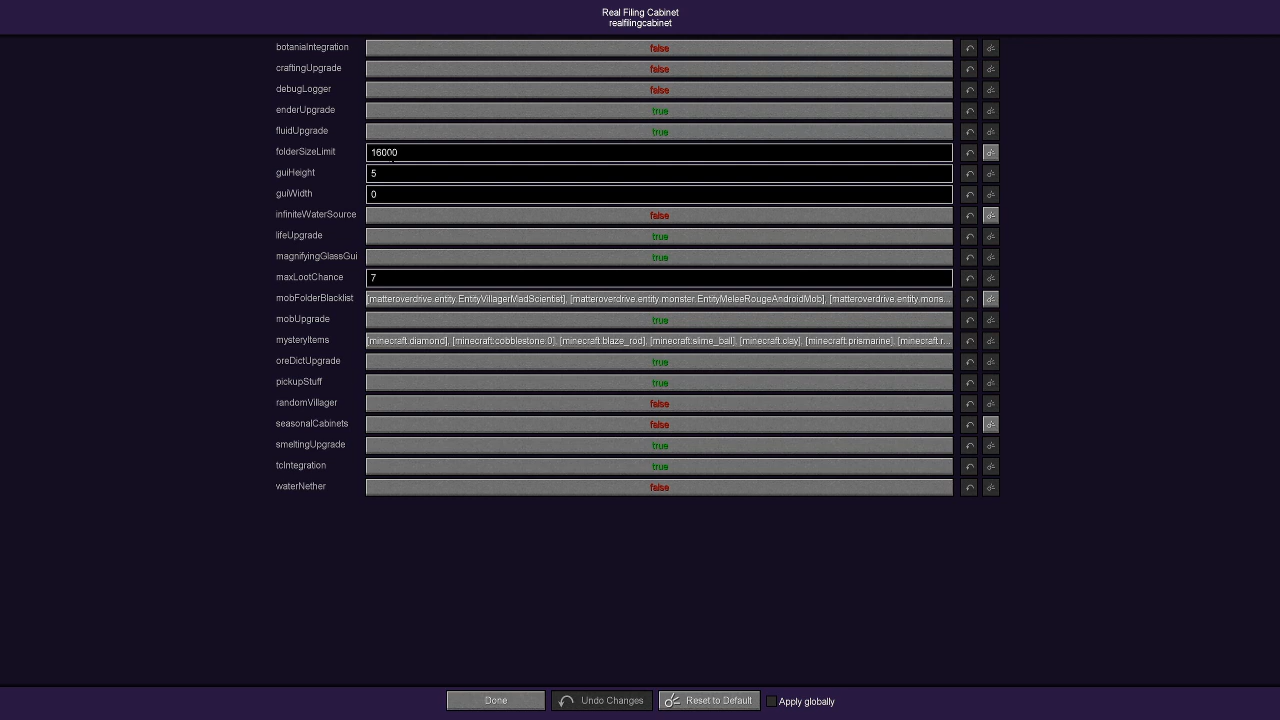 Real Filing Cabinet
realfilingcabinet
botaniaIntegration false
craftingUpgrade false
debugLogger false
enderUpgrade true
fluidUpgrade true
folderSizeLimit 16000
guiHeight 5
guiWidth 0
infiniteWaterSource false
lifeUpgrade true
magnifyingGlassGui true
maxLootChance 7
mobFolderBlacklist [matteroverdrive.entity.EntityVillagerMadScientist], [matteroverdrive.entity.monster.EntityMeleeRougeAndroidMob], [matteroverdrive.entity.mons...
mobUpgrade true
mysteryItems [minecraft:diamond], [minecraft:cobblestone:0], [minecraft:blaze_rod], [minecraft:slime_ball], [minecraft:clay], [minecraft:prismarine], [minecraft:r...
oreDictUpgrade true
pickupStuff true
randomVillager false
seasonalCabinets false
smeltingUpgrade true
tcIntegration true
waterNether false
Done Undo Changes Reset to Default Apply globally